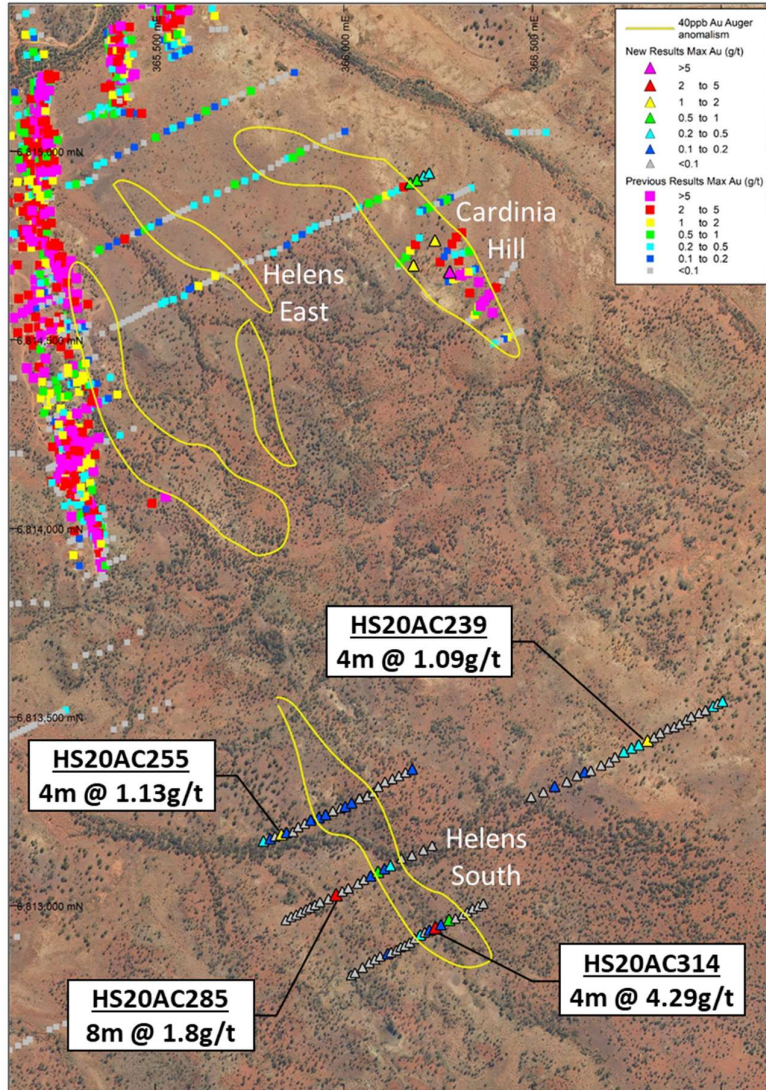 365,500 mE
366,000 mE
366,500 mE
40ppb Au Auger
anomalism
New Results Max Au (g/t)
>5
2 to 5
1 to 2
0.5 to 1
0.2 to 0.5
0.1 to 0.2
<0.1
Previous Results Max Au (g/t)
>5
2 to 5
1 to 2
0.5 to 1
0.2 to 0.5
0.1 to 0.2
<0.1
6,815,000 mN
Cardinia
Hill
Helens
East
6,814,500 mN
6,814,000 mN
HS20AC239
4m @ 1.09g/t
6,813,500 mN
HS20AC255
4m @ 1.13g/t
Helens
South
6,813,000 mN
HS20AC285
8m @ 1.8g/t
HS20AC314
4m @ 4.29g/t